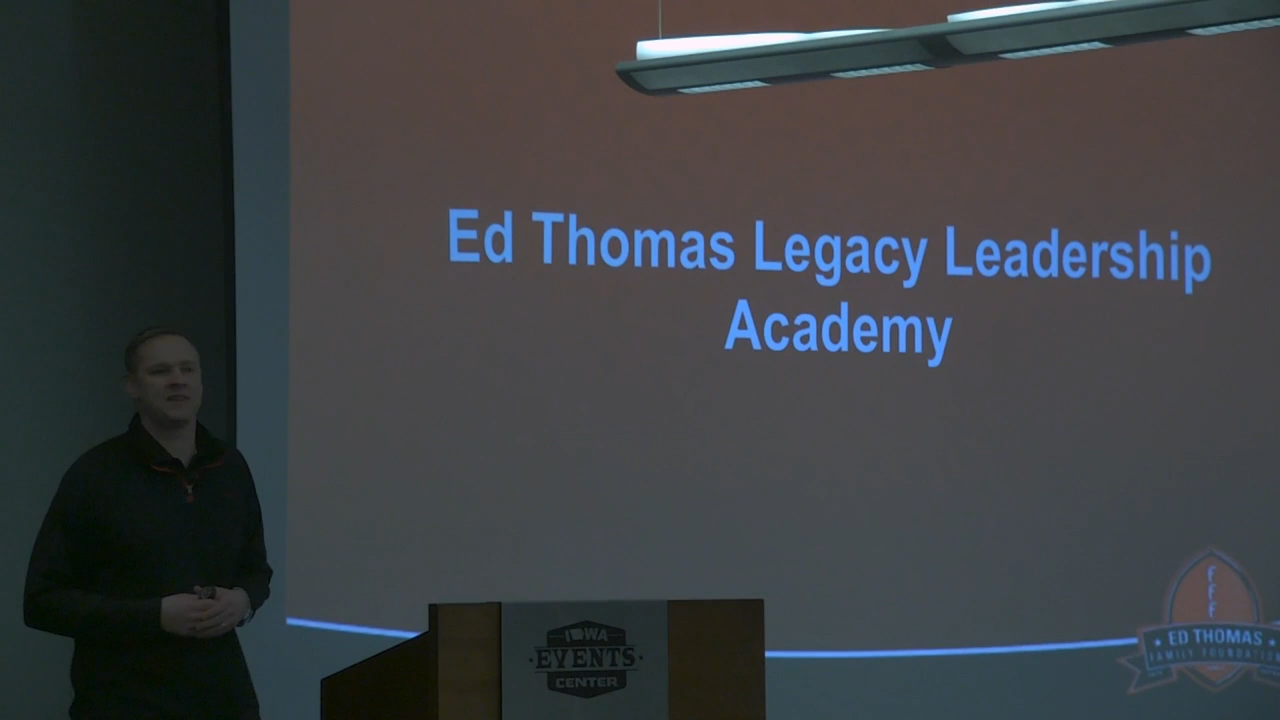 Ed Thomas Legacy Leadership
Academy
IOWA
EVENTS
CENTER
ED THOMAS
FAMILY FOUNDATION